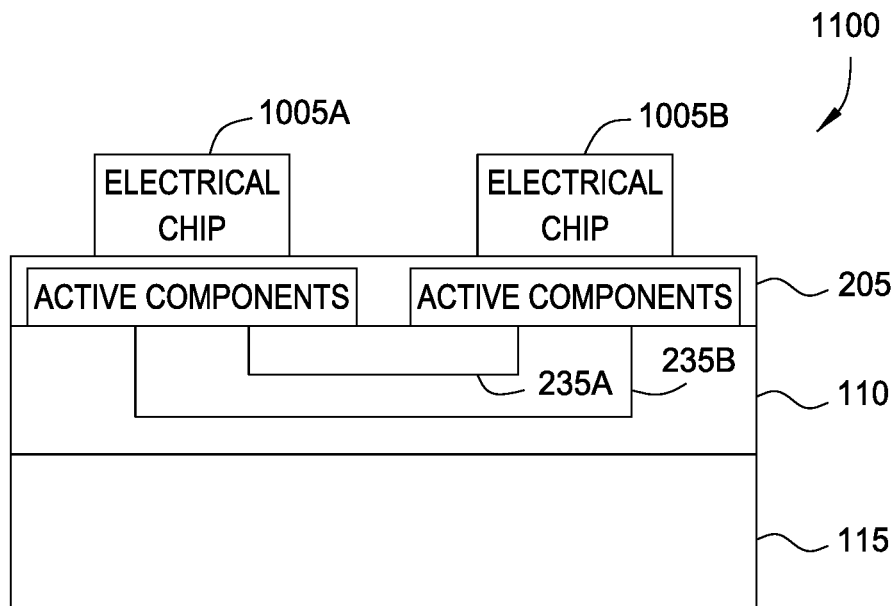 1100
1005A
1005B
ELECTRICAL
CHIP
ELECTRICAL
CHIP
ACTIVE COMPONENTS
ACTIVE COMPONENTS
205
235A
235B
110
115